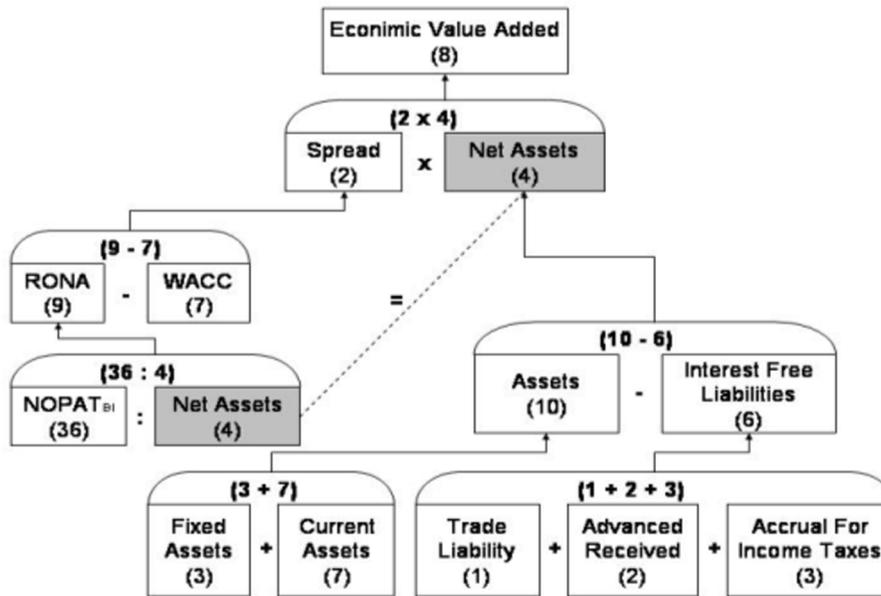 Econimic Value Added
(8)
(2 x 4)
Spread
(2)
x
Net Assets
(4)
(9 - 7)
RONA
(9)
-
WACC
(7)
=
(36 : 4)
NOPAT BI
(36)
:
Net Assets
(4)
(10 - 6)
Assets
(10)
-
Interest Free
Liabilities
(6)
(3 + 7)
Fixed
Assets
(3)
+
Current
Assets
(7)
(1 + 2 + 3)
Trade
Liability
(1)
+
Advanced
Received
(2)
+
Accrual For
Income Taxes
(3)